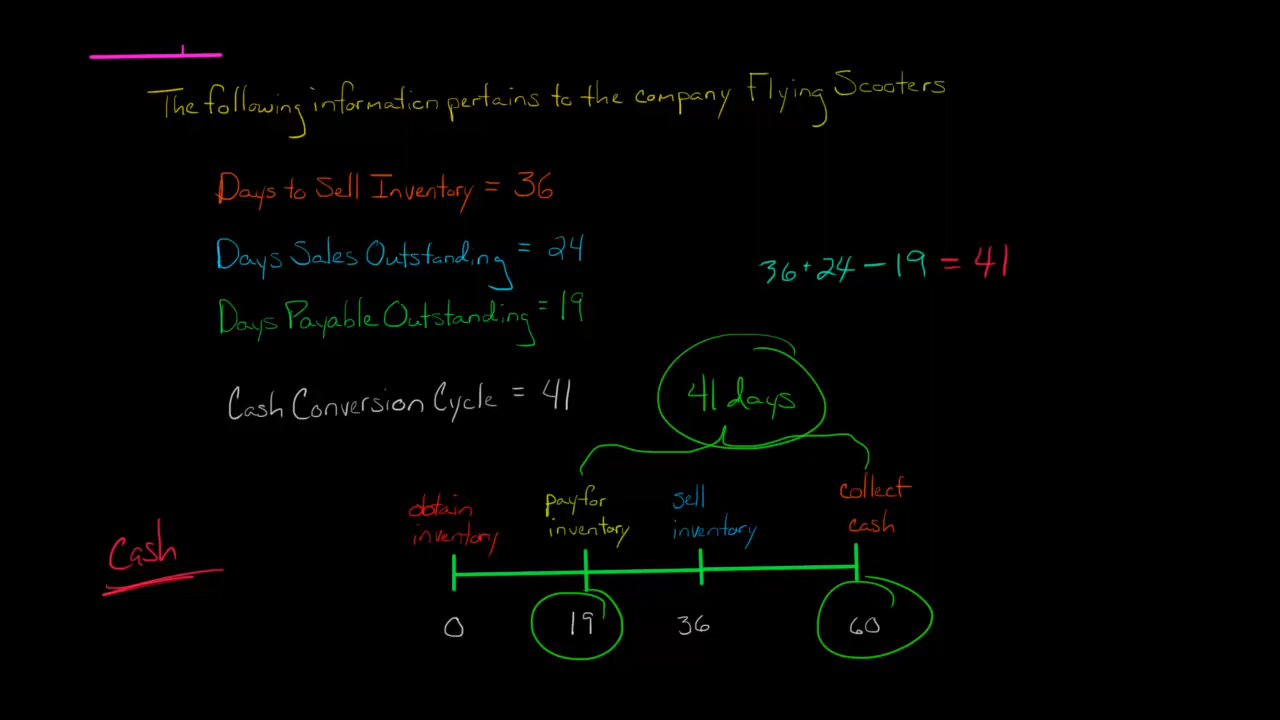 The following information pertains to the company Flying Scooters
Days to Sell Inventory = 36
Days Sales Outstanding = 24
36 + 24 - 19 = 41
Days Payable Outstanding = 19
Cash Conversion Cycle = 41
41 days
obtain inventory
pay for inventory
sell inventory
collect cash
Cash
0 19 36 60